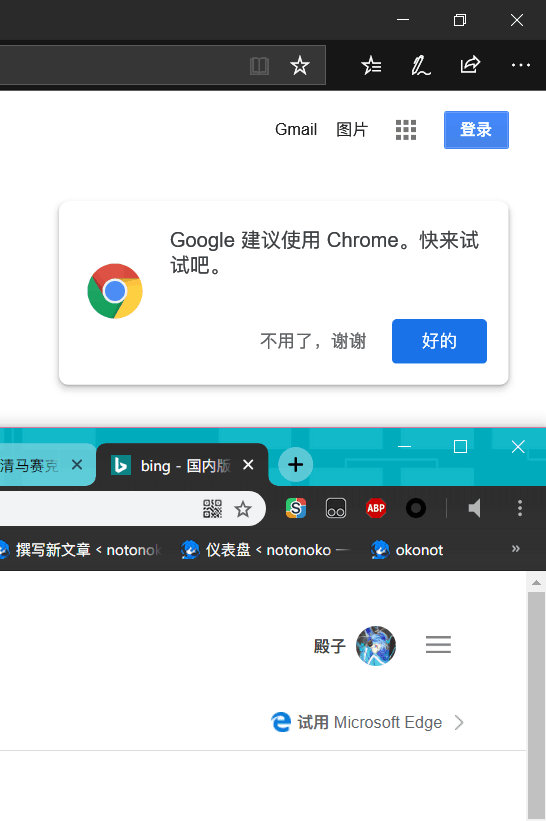 Gmail 图片 登录
Google 建议使用 Chrome。快来试
试吧。
不用了，谢谢 好的
清马赛克 bing - 国内版
ABP
撰写新文章 < notonok 仪表盘 < notonoko — okonot
殿子
试用 Microsoft Edge